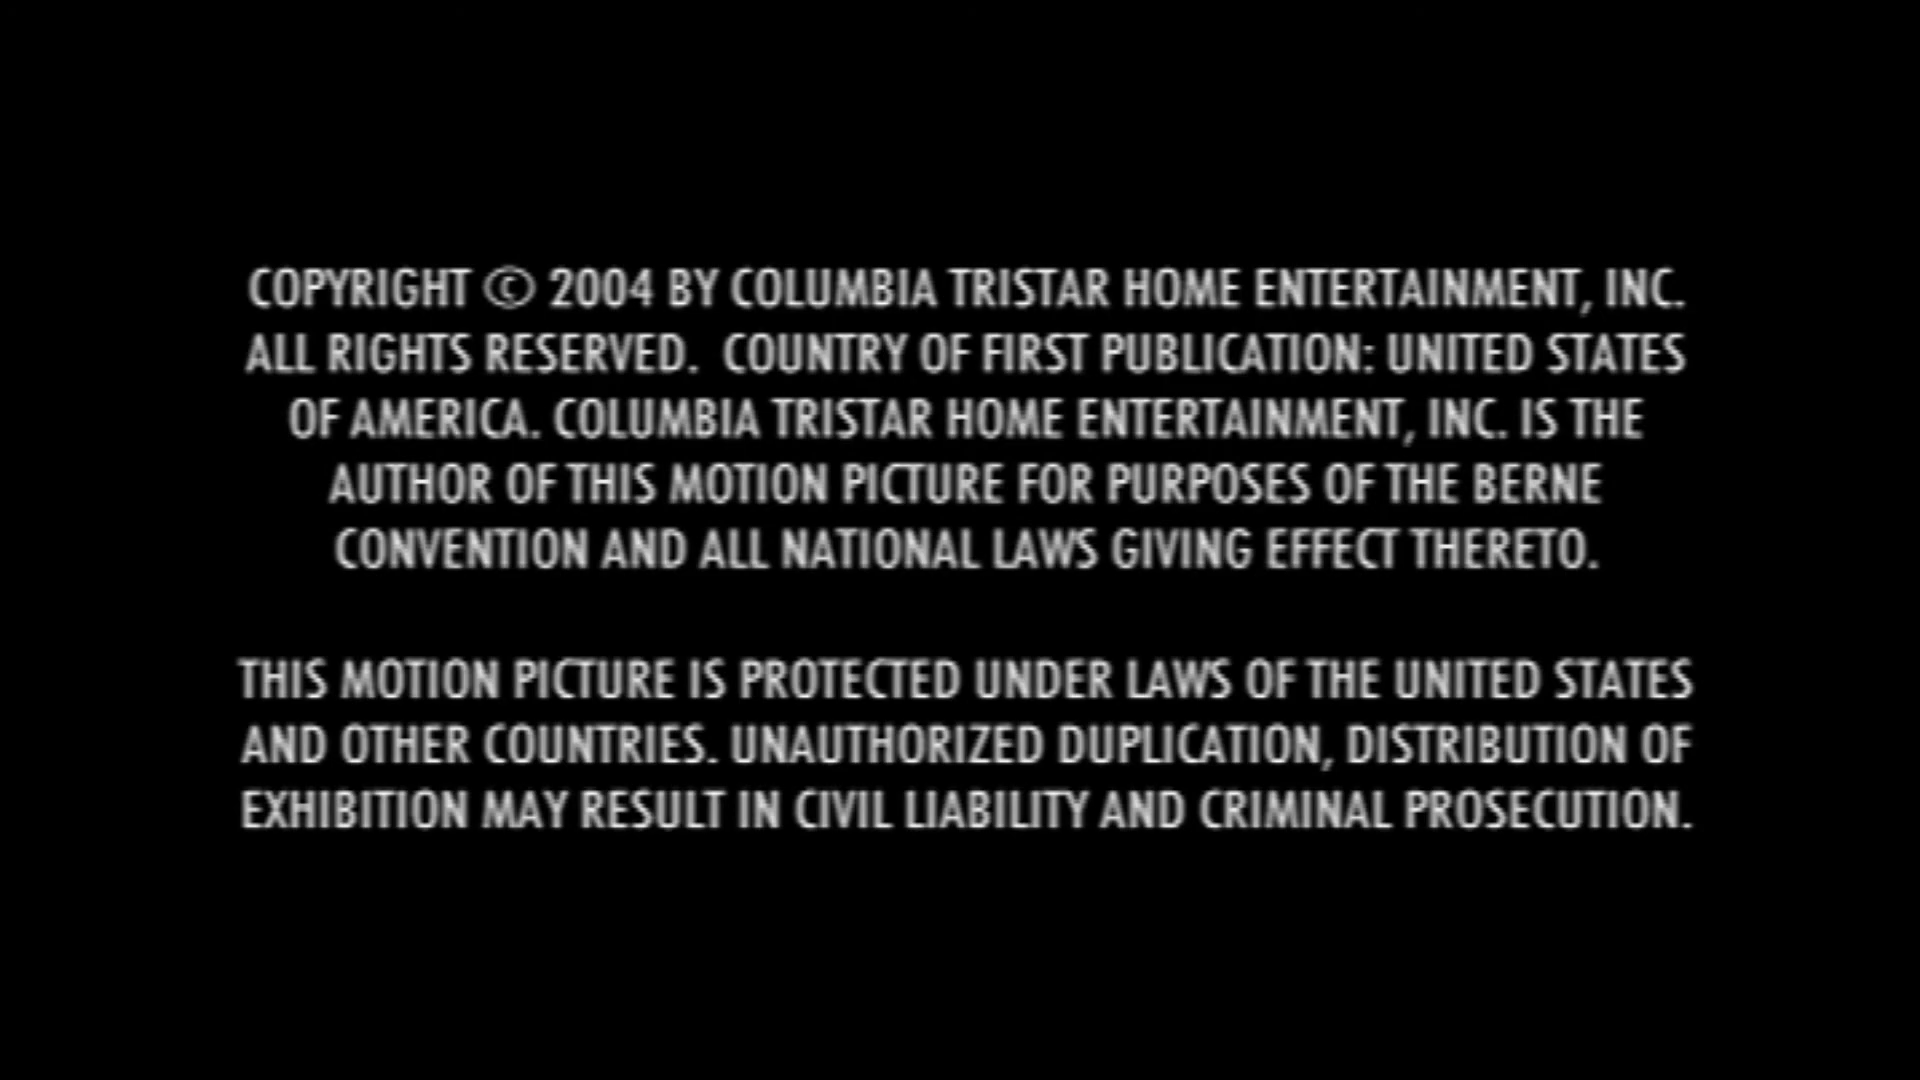 COPYRIGHT © 2004 BY COLUMBIA TRISTAR HOME ENTERTAINMENT, INC.
ALL RIGHTS RESERVED.  COUNTRY OF FIRST PUBLICATION: UNITED STATES
OF AMERICA. COLUMBIA TRISTAR HOME ENTERTAINMENT, INC. IS THE
AUTHOR OF THIS MOTION PICTURE FOR PURPOSES OF THE BERNE
CONVENTION AND ALL NATIONAL LAWS GIVING EFFECT THERETO.
THIS MOTION PICTURE IS PROTECTED UNDER LAWS OF THE UNITED STATES
AND OTHER COUNTRIES. UNAUTHORIZED DUPLICATION, DISTRIBUTION OF
EXHIBITION MAY RESULT IN CIVIL LIABILITY AND CRIMINAL PROSECUTION.